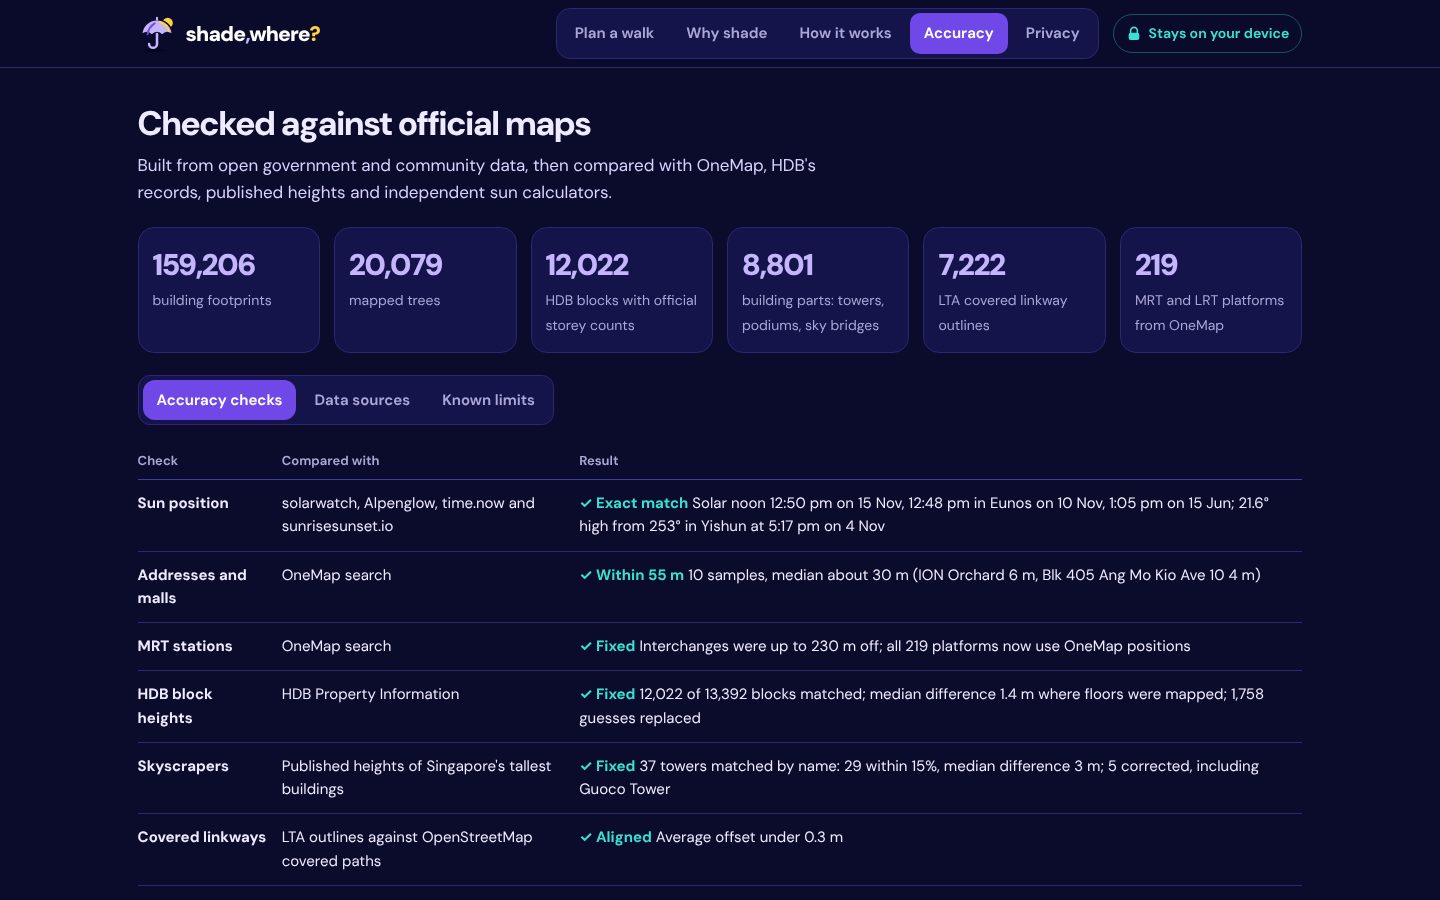 shade,where?
Plan a walk
Why shade
How it works
Accuracy
Privacy
Stays on your device
Checked against official maps
Built from open government and community data, then compared with OneMap, HDB's
records, published heights and independent sun calculators.
159,206
building footprints
20,079
mapped trees
12,022
HDB blocks with official
storey counts
8,801
building parts: towers,
podiums, sky bridges
7,222
LTA covered linkway
outlines
219
MRT and LRT platforms
from OneMap
Accuracy checks
Data sources
Known limits
Check
Compared with
Result
Sun position
solarwatch, Alpenglow, time.now and
sunrisesunset.io
✓ Exact match Solar noon 12:50 pm on 15 Nov, 12:48 pm in Eunos on 10 Nov, 1:05 pm on 15 Jun; 21.6°
high from 253° in Yishun at 5:17 pm on 4 Nov
Addresses and
malls
OneMap search
✓ Within 55 m 10 samples, median about 30 m (ION Orchard 6 m, Blk 405 Ang Mo Kio Ave 10 4 m)
MRT stations
OneMap search
✓ Fixed Interchanges were up to 230 m off; all 219 platforms now use OneMap positions
HDB block
heights
HDB Property Information
✓ Fixed 12,022 of 13,392 blocks matched; median difference 1.4 m where floors were mapped; 1,758
guesses replaced
Skyscrapers
Published heights of Singapore's tallest
buildings
✓ Fixed 37 towers matched by name: 29 within 15%, median difference 3 m; 5 corrected, including
Guoco Tower
Covered linkways
LTA outlines against OpenStreetMap
covered paths
✓ Aligned Average offset under 0.3 m